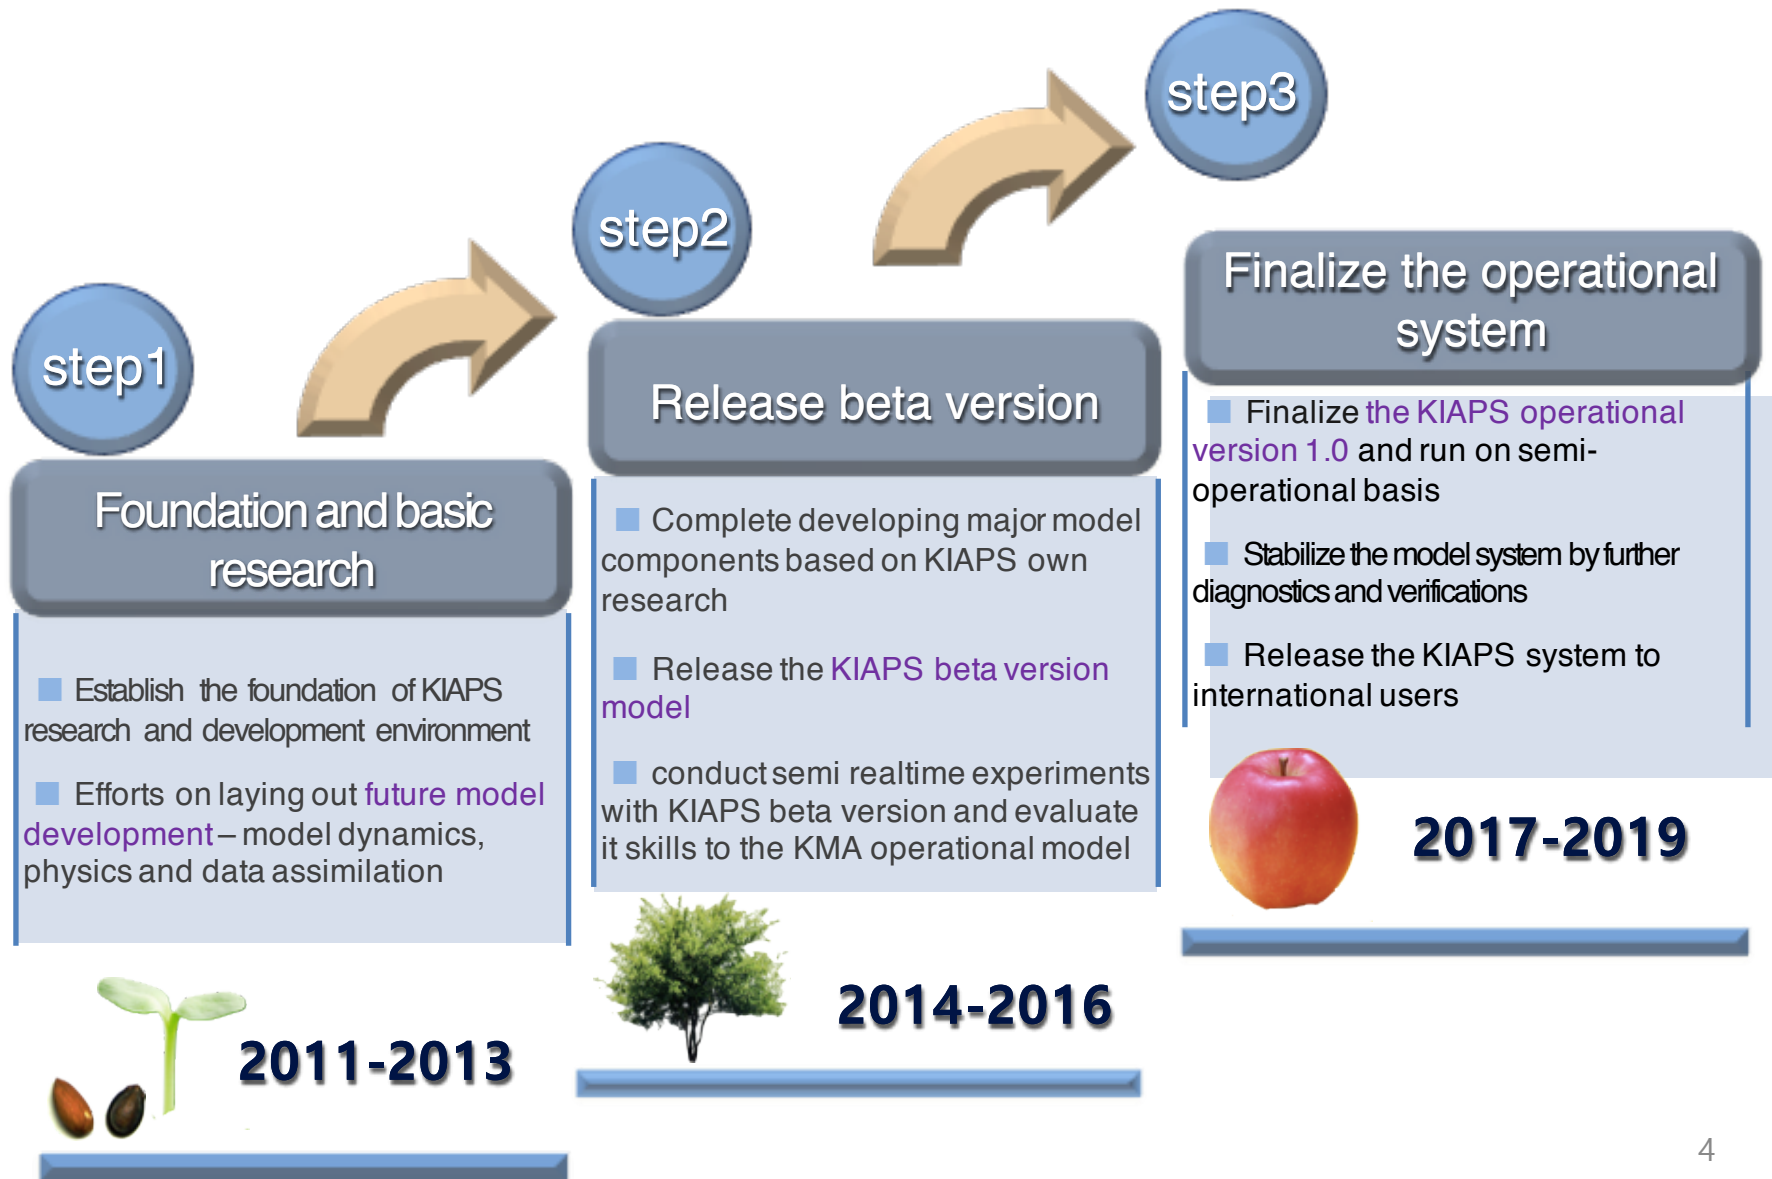 step1
Foundation and basic
research
■ Establish the foundation of KIAPS
research and development environment
■ Efforts on laying out future model
development – model dynamics,
physics and data assimilation
2011-2013
step2
Release beta version
■ Complete developing major model
components based on KIAPS own
research
■ Release the KIAPS beta version
model
■ conduct semi realtime experiments
with KIAPS beta version and evaluate
it skills to the KMA operational model
2014-2016
step3
Finalize the operational
system
■ Finalize the KIAPS operational
version 1.0 and run on semi-
operational basis
■ Stabilize the model system by further
diagnostics and verifications
■ Release the KIAPS system to
international users
2017-2019
4